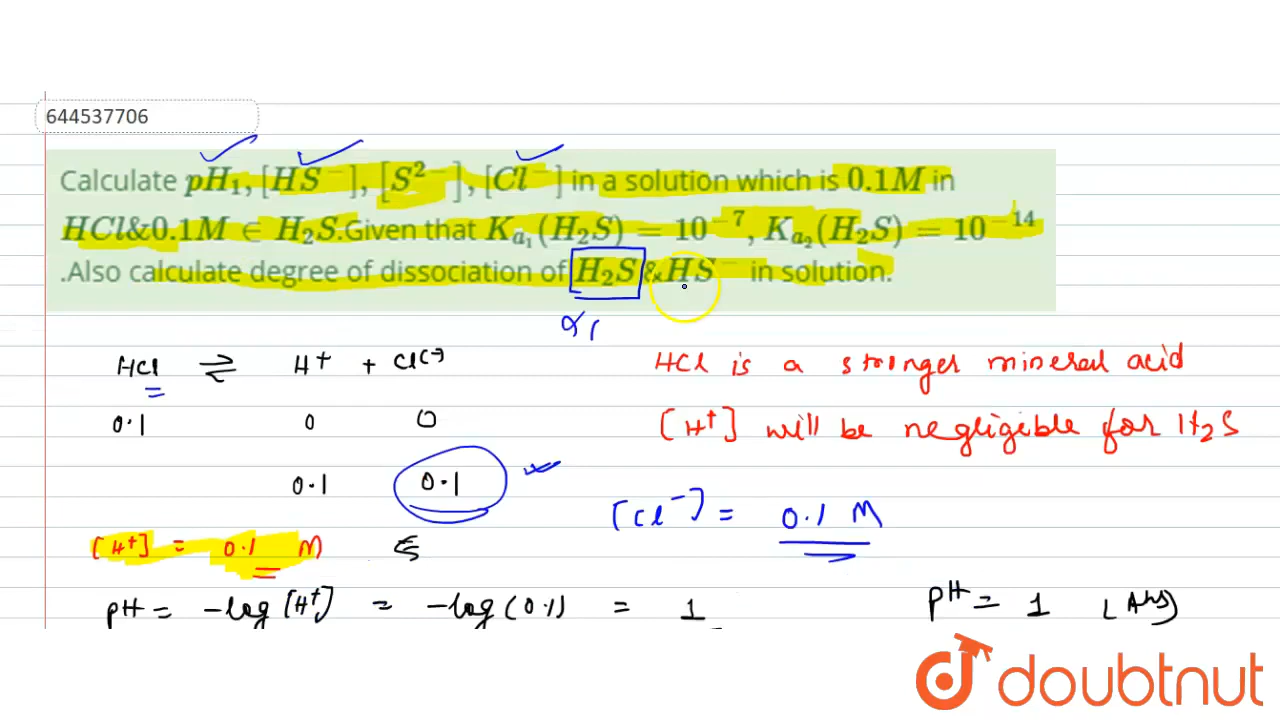 644537706
Calculate pH₁, [HS⁻], [S²⁻], [Cl⁻] in a solution which is 0.1M in
HCl&0.1M ∈ H₂S.Given that Kₐ₁(H₂S) = 10⁻⁷, Kₐ₂(H₂S) = 10⁻¹⁴
.Also calculate degree of dissociation of H₂S &HS⁻ in solution.
α₁
HCl ⇌ H⁺ + Cl(-)
HCl is a stronger mineral acid
0.1 0 0
[H⁺] will be negligible for H₂S
0.1 0.1
[Cl⁻] = 0.1 M
[H⁺] = 0.1 M
pH = -log[H⁺] = -log(0.1) = 1
pH = 1 (Ans)
doubtnut